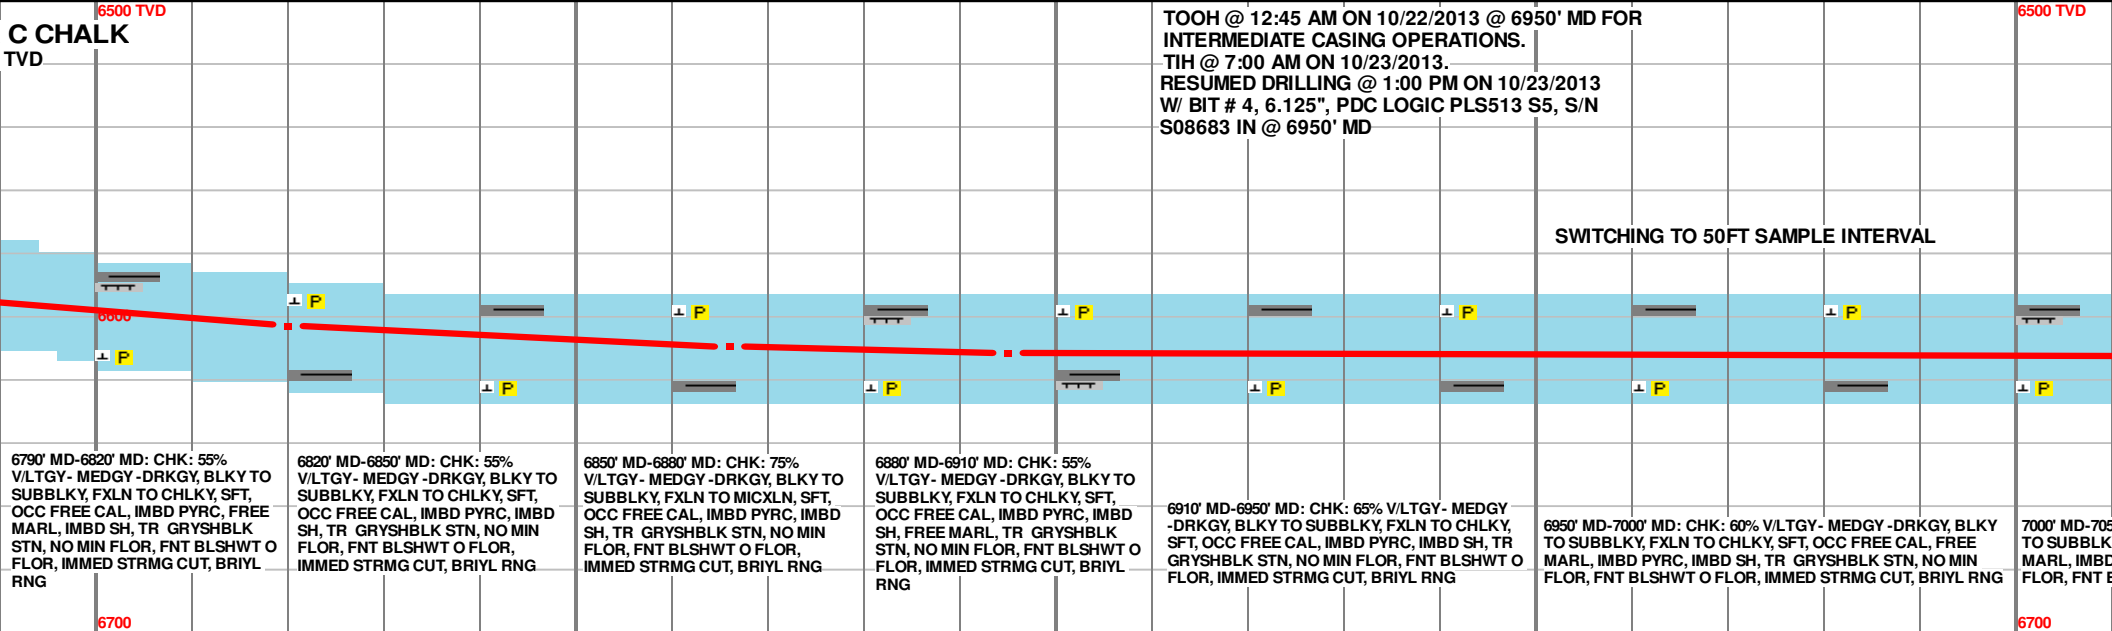 6500 TVD
C CHALK
TVD
TOOH @ 12:45 AM ON 10/22/2013 @ 6950' MD FOR
INTERMEDIATE CASING OPERATIONS.
TIH @ 7:00 AM ON 10/23/2013.
RESUMED DRILLING @ 1:00 PM ON 10/23/2013
W/ BIT # 4, 6.125", PDC LOGIC PLS513 S5, S/N
S08683 IN @ 6950' MD
6500 TVD
SWITCHING TO 50FT SAMPLE INTERVAL
P
P
P
P
P
P
P
P
P
P
P
6600
6790' MD-6820' MD: CHK: 55%
V/LTGY- MEDGY -DRKGY, BLKY TO
SUBBLKY, FXLN TO CHLKY, SFT,
OCC FREE CAL, IMBD PYRC, FREE
MARL, IMBD SH, TR GRYSHBLK
STN, NO MIN FLOR, FNT BLSHWT O
FLOR, IMMED STRMG CUT, BRIYL
RNG
6820' MD-6850' MD: CHK: 55%
V/LTGY- MEDGY -DRKGY, BLKY TO
SUBBLKY, FXLN TO CHLKY, SFT,
OCC FREE CAL, IMBD PYRC, IMBD
SH, TR GRYSHBLK STN, NO MIN
FLOR, FNT BLSHWT O FLOR,
IMMED STRMG CUT, BRIYL RNG
6850' MD-6880' MD: CHK: 75%
V/LTGY- MEDGY -DRKGY, BLKY TO
SUBBLKY, FXLN TO MICXLN, SFT,
OCC FREE CAL, IMBD PYRC, IMBD
SH, TR GRYSHBLK STN, NO MIN
FLOR, FNT BLSHWT O FLOR,
IMMED STRMG CUT, BRIYL RNG
6880' MD-6910' MD: CHK: 55%
V/LTGY- MEDGY -DRKGY, BLKY TO
SUBBLKY, FXLN TO CHLKY, SFT,
OCC FREE CAL, IMBD PYRC, IMBD
SH, FREE MARL, TR GRYSHBLK
STN, NO MIN FLOR, FNT BLSHWT O
FLOR, IMMED STRMG CUT, BRIYL
RNG
6910' MD-6950' MD: CHK: 65% V/LTGY- MEDGY
-DRKGY, BLKY TO SUBBLKY, FXLN TO CHLKY,
SFT, OCC FREE CAL, IMBD PYRC, IMBD SH, TR
GRYSHBLK STN, NO MIN FLOR, FNT BLSHWT O
FLOR, IMMED STRMG CUT, BRIYL RNG
6950' MD-7000' MD: CHK: 60% V/LTGY- MEDGY -DRKGY, BLKY
TO SUBBLKY, FXLN TO CHLKY, SFT, OCC FREE CAL, FREE
MARL, IMBD PYRC, IMBD SH, TR GRYSHBLK STN, NO MIN
FLOR, FNT BLSHWT O FLOR, IMMED STRMG CUT, BRIYL RNG
7000' MD-705
TO SUBBLK
MARL, IMBD
FLOR, FNT B
6700
6700